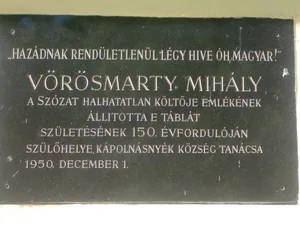 „HAZÁDNAK RENDÜLETLENÜL LÉGY HIVE ÓH, MAGYAR!"
VÖRÖSMARTY MIHÁLY
A SZÓZAT HALHATATLAN KÖLTŐJE EMLÉKÉNEK
ÁLLITOTTA E TÁBLÁT
SZÜLETÉSÉNEK 150. ÉVFORDULÓJÁN
SZÜLŐHELYE, KÁPOLNÁSNYÉK KÖZSÉG TANÁCSA
1950. DECEMBER 1.